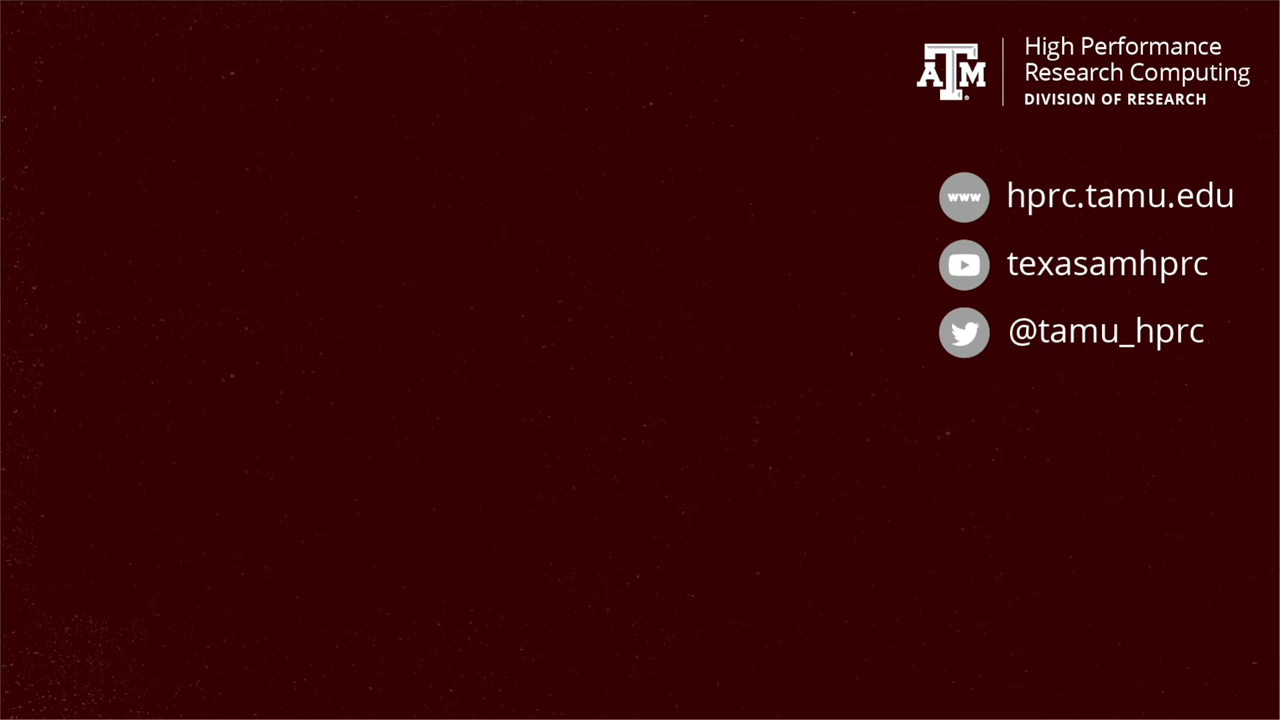 ATM
High Performance
Research Computing
DIVISION OF RESEARCH
www
hprc.tamu.edu
texasamhprc
@tamu_hprc